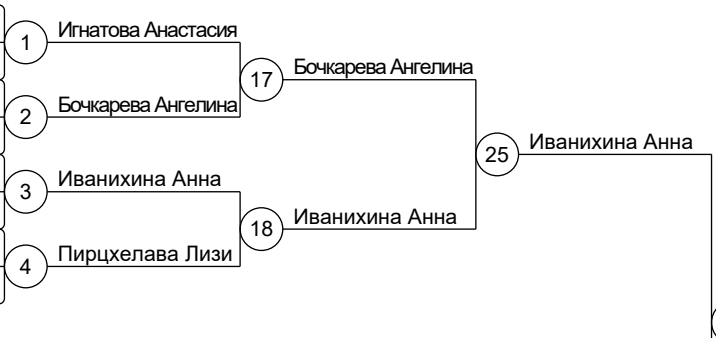 1 Игнатова Анастасия
17 Бочкарева Ангелина
2 Бочкарева Ангелина
25 Иванихина Анна
3 Иванихина Анна
18 Иванихина Анна
4 Пирцхелава Лизи